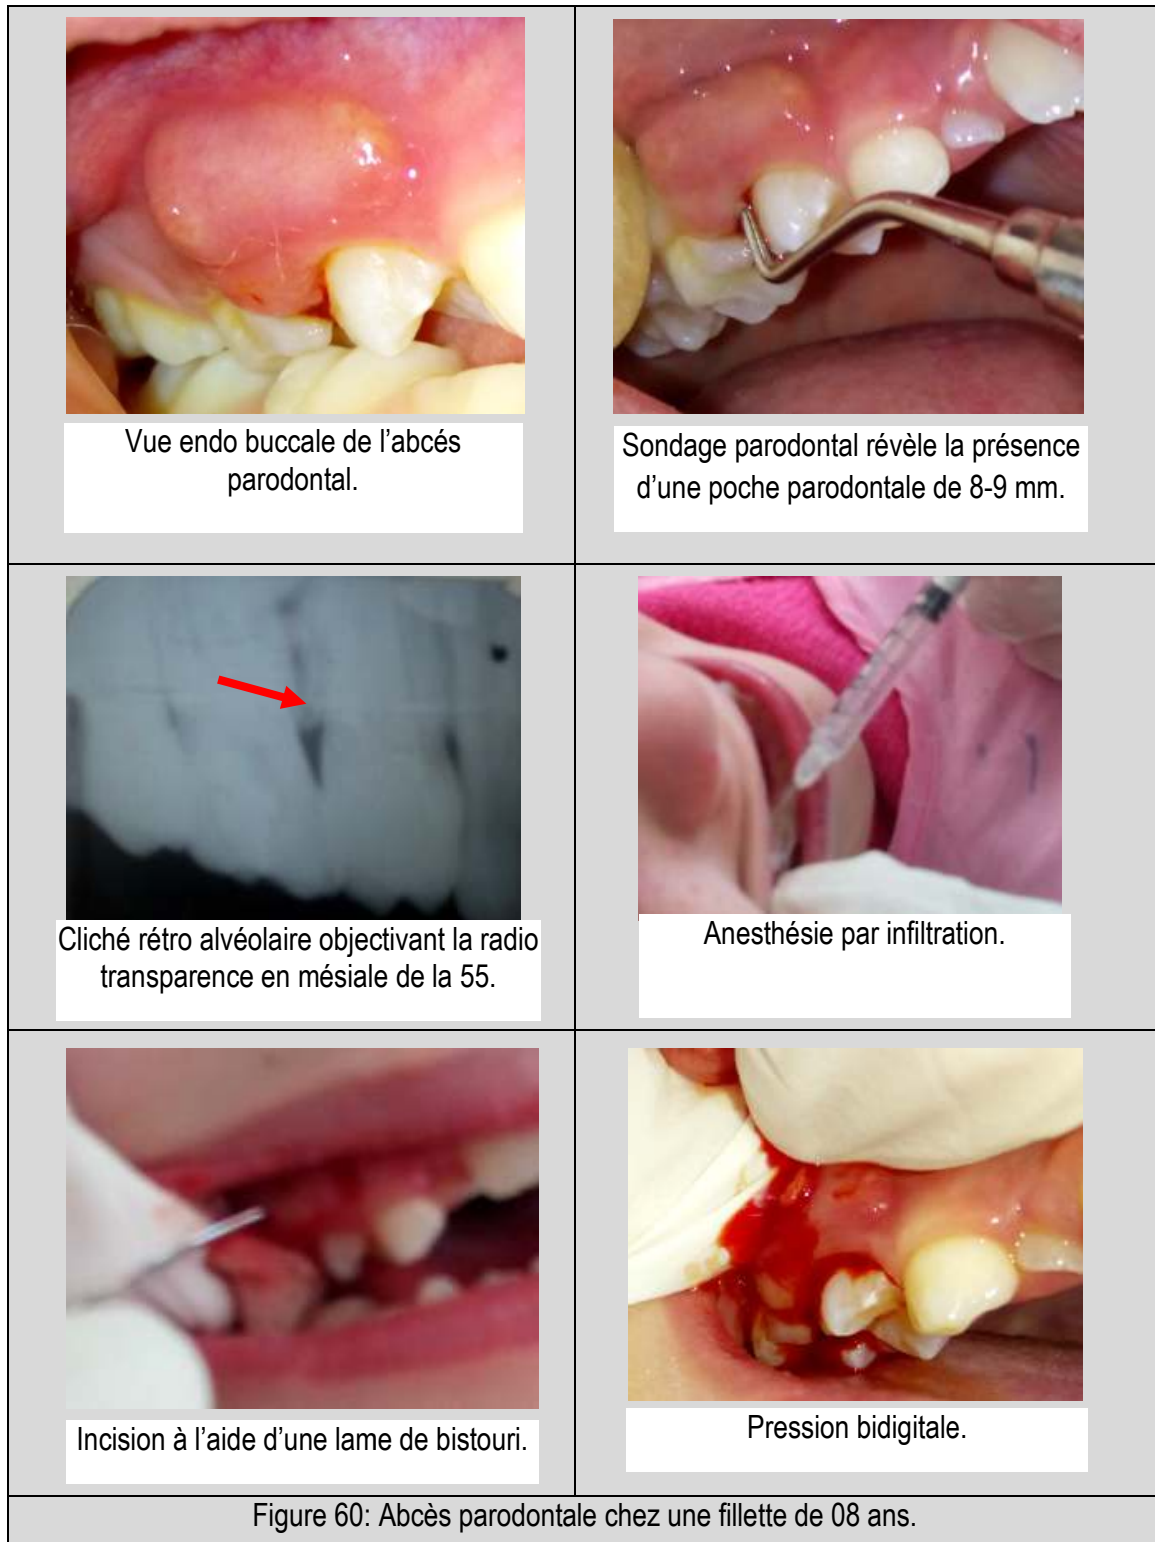 Vue endo buccale de l’abcés
parodontal.
Sondage parodontal révèle la présence
d’une poche parodontale de 8-9 mm.
Cliché rétro alvéolaire objectivant la radio
transparence en mésiale de la 55.
Anesthésie par infiltration.
Incision à l’aide d’une lame de bistouri.
Pression bidigitale.
Figure 60: Abcès parodontale chez une fillette de 08 ans.